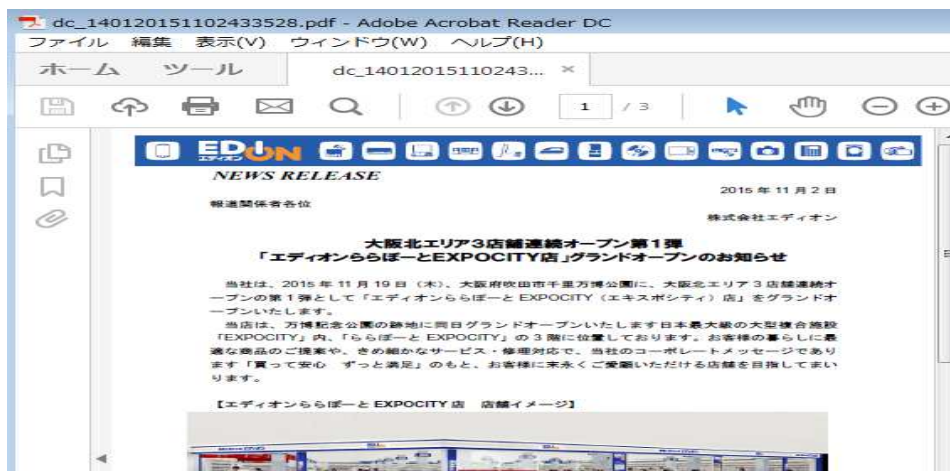 dc_140120151102433528.pdf - Adobe Acrobat Reader DC
ファイル 編集 表示(V) ウィンドウ(W) ヘルプ(H)
ホーム ツール dc_14012015110243... ×
1 / 3
EDION
エディオン
NEWS RELEASE
2015 年 11 月 2 日
報道関係者各位
株式会社エディオン
大阪北エリア3店舗連続オープン第1弾
「エディオンららぽーとEXPOCITY店」グランドオープンのお知らせ
当社は、2015 年 11 月 19 日（木）、大阪府吹田市千里万博公園に、大阪北エリア 3 店舗連続オ
ープンの第 1 弾として「エディオンららぽーと EXPOCITY（エキスポシティ）店」をグランドオ
ープンいたします。
当店は、万博記念公園の跡地に同日グランドオープンいたします日本最大級の大型複合施設
「EXPOCITY」内、「ららぽーと EXPOCITY」の 3 階に位置しております。お客様の暮らしに最
適な商品のご提案や、きめ細かなサービス・修理対応で、当社のコーポレートメッセージであり
ます「買って安心 ずっと満足」のもと、お客様に末永くご愛顧いただける店舗を目指してまい
ります。
【エディオンららぽーと EXPOCITY 店 店舗イメージ】